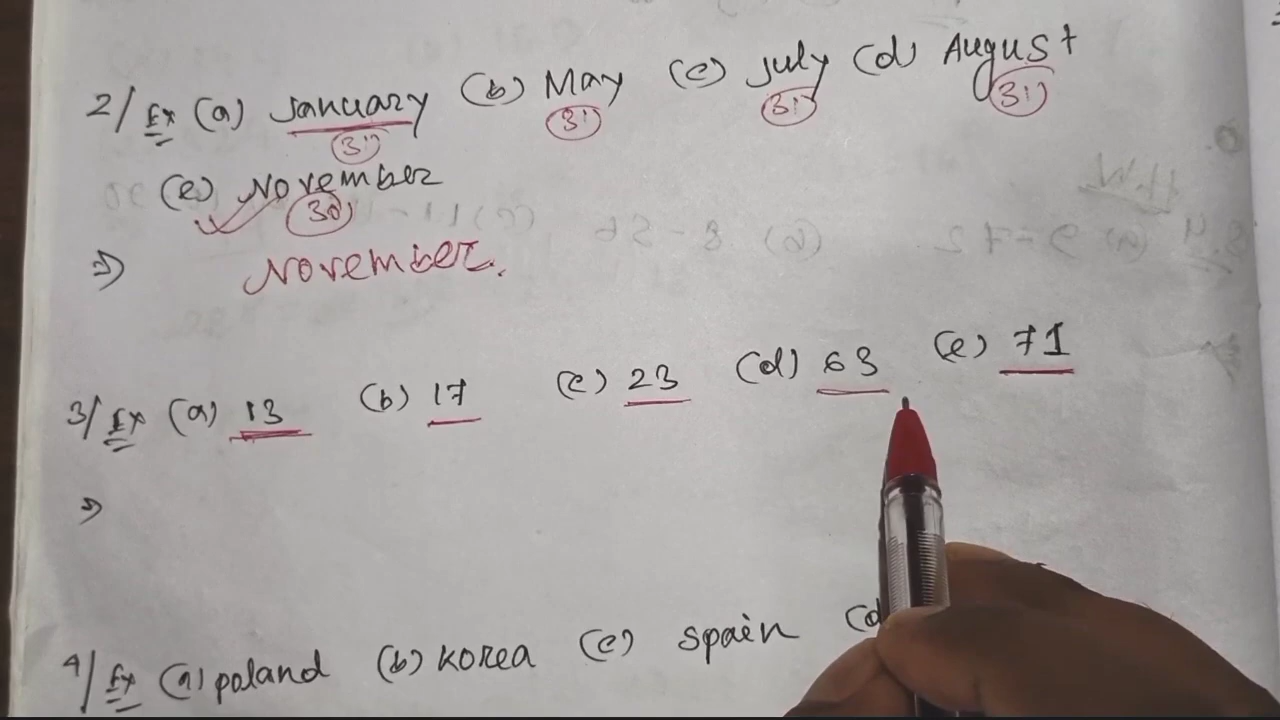 2/ Ex (a) January (b) May (c) July (d) August
31 31 31 31
(e) November
30
⇒ November.
3/ Ex (a) 13 (b) 17 (c) 23 (d) 63 (e) 71
⇒
4/ Ex (a) poland (b) Korea (c) spain (d